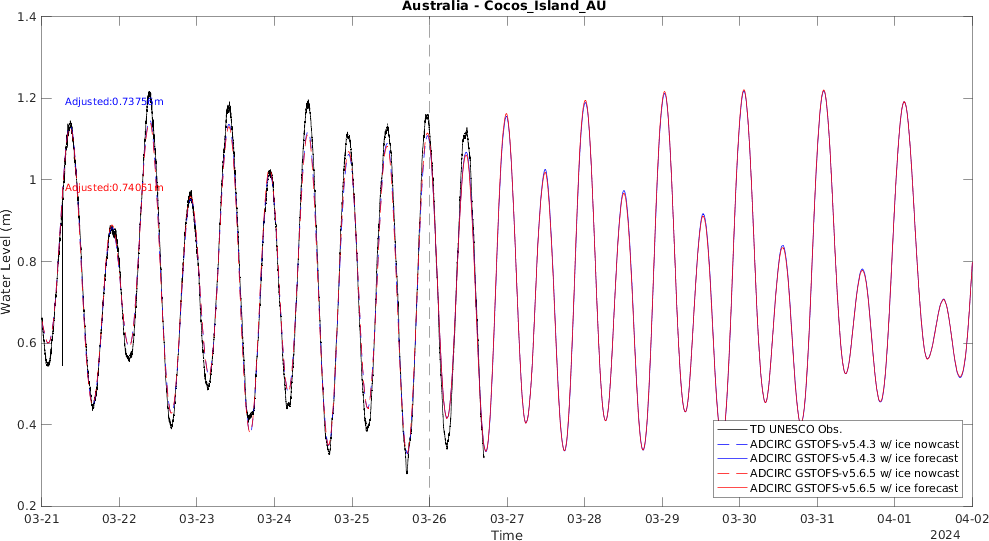 Australia - Cocos_Island_AU
1.4
1.2
1
0.8
0.6
0.4
0.2
Water Level (m)
Adjusted:0.7375 m
Adjusted:0.74061m
TD UNESCO Obs.
ADCIRC GSTOFS-v5.4.3 w/ ice nowcast
ADCIRC GSTOFS-v5.4.3 w/ ice forecast
ADCIRC GSTOFS-v5.6.5 w/ ice nowcast
ADCIRC GSTOFS-v5.6.5 w/ ice forecast
03-21 03-22 03-23 03-24 03-25 03-26 03-27 03-28 03-29 03-30 03-31 04-01 04-02
Time
2024